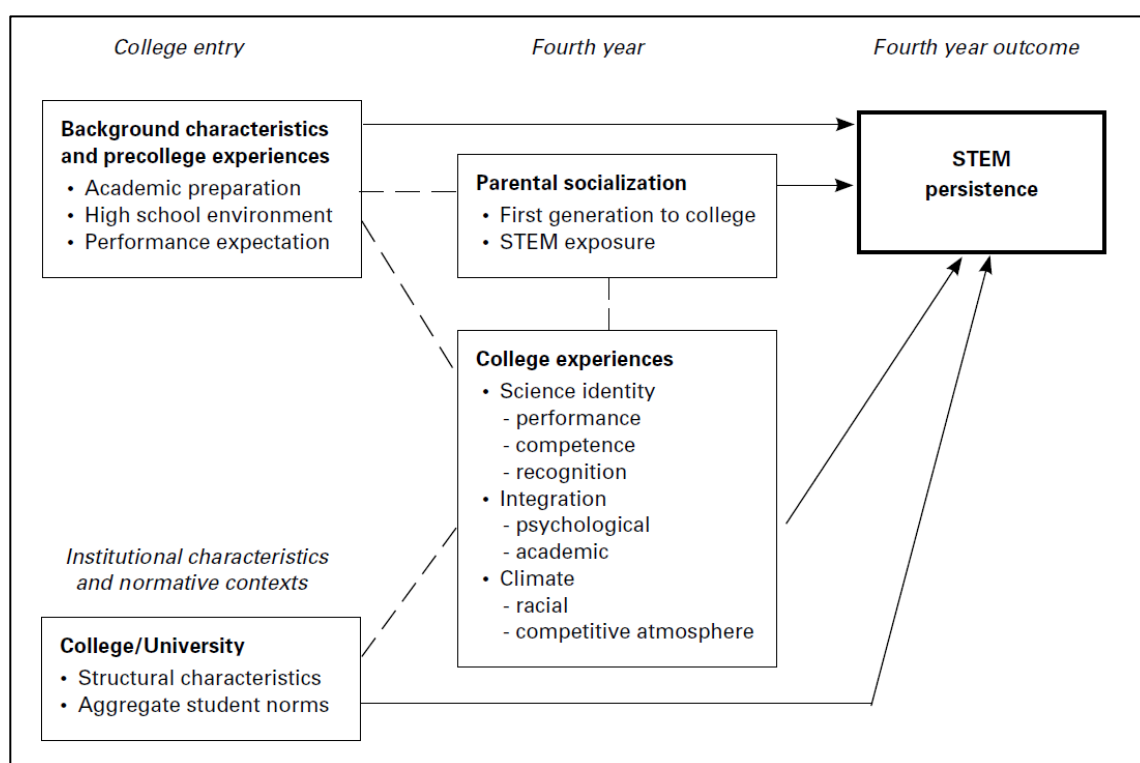 College entry
Fourth year
Fourth year outcome
Background characteristics
and precollege experiences
• Academic preparation
• High school environment
• Performance expectation
Parental socialization
• First generation to college
• STEM exposure
STEM
persistence
College experiences
• Science identity
- performance
- competence
- recognition
• Integration
- psychological
- academic
• Climate
- racial
- competitive atmosphere
Institutional characteristics
and normative contexts
College/University
• Structural characteristics
• Aggregate student norms